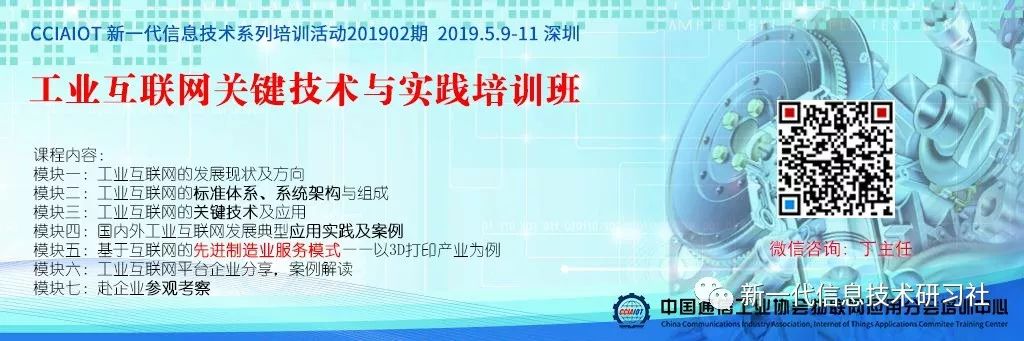 CCIAIOT 新一代信息技术系列培训活动201902期 2019.5.9-11 深圳
工业互联网关键技术与实践培训班
课程内容:
模块一:工业互联网的发展现状及方向
模块二:工业互联网的标准体系、系统架构与组成
模块三:工业互联网的关键技术及应用
模块四:国内外工业互联网发展典型应用实践及案例
模块五:基于互联网的先进制造业服务模式——以3D打印产业为例
模块六:工业互联网平台企业分享,案例解读
模块七:赴企业参观考察
微信咨询:丁主任
新一代信息技术研习社
CCIAIOT
中国通信工业协会物联网应用分会培训中心
China Communications Industry Association, Internet of Things Applications Commitee Training Center